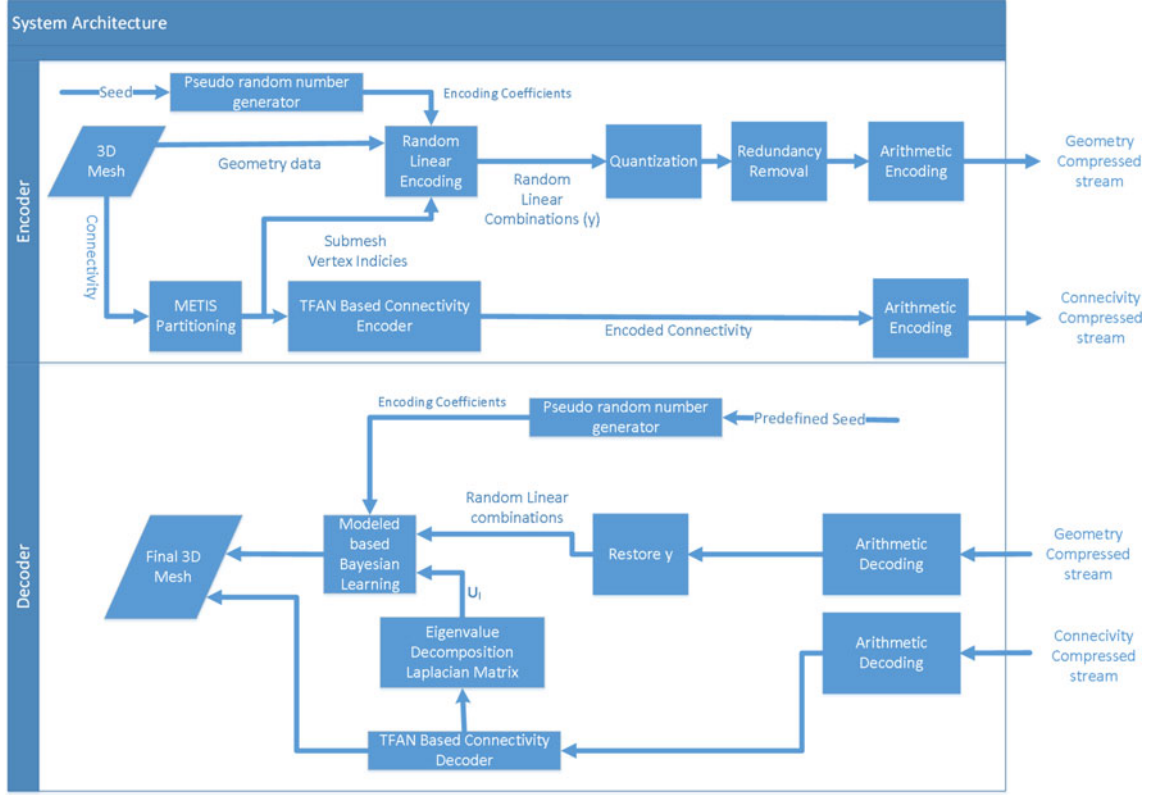 System Architecture
Encoder
Seed
Pseudo random number
generator
Encoding Coefficients
3D
Mesh
Geometry data
Random
Linear
Encoding
Random
Linear
Combinations (y)
Quantization
Redundancy
Removal
Arithmetic
Encoding
Geometry
Compressed
stream
Connectivity
Submesh
Vertex Indicies
METIS
Partitioning
TFAN Based Connectivity
Encoder
Encoded Connectivity
Arithmetic
Encoding
Connecivity
Compressed
stream
Decoder
Encoding Coefficients
Pseudo random number
generator
Predefined Seed
Final 3D
Mesh
Modeled
based
Bayesian
Learning
Random Linear
combinations
Restore y
Arithmetic
Decoding
Geometry
Compressed
stream
Uı
Eigenvalue
Decomposition
Laplacian Matrix
Arithmetic
Decoding
Connecivity
Compressed
stream
TFAN Based Connectivity
Decoder